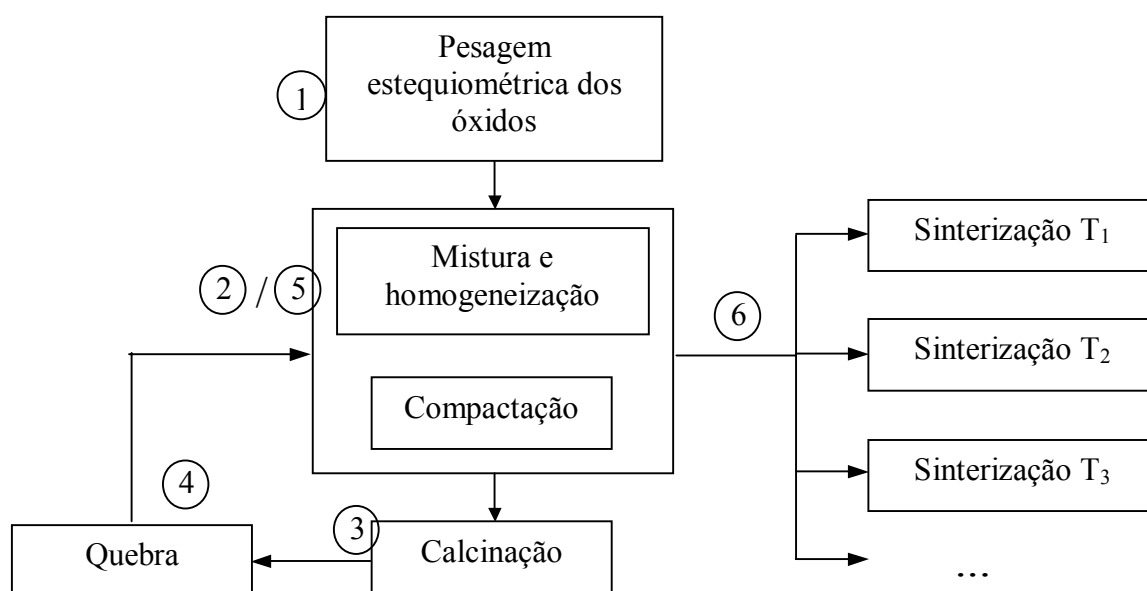 Pesagem
estequiométrica dos
óxidos
1
Mistura e
homogeneização
2 / 5
Compactação
6
Sinterização T₁
Sinterização T₂
Sinterização T₃
...
3
Calcinação
4
Quebra